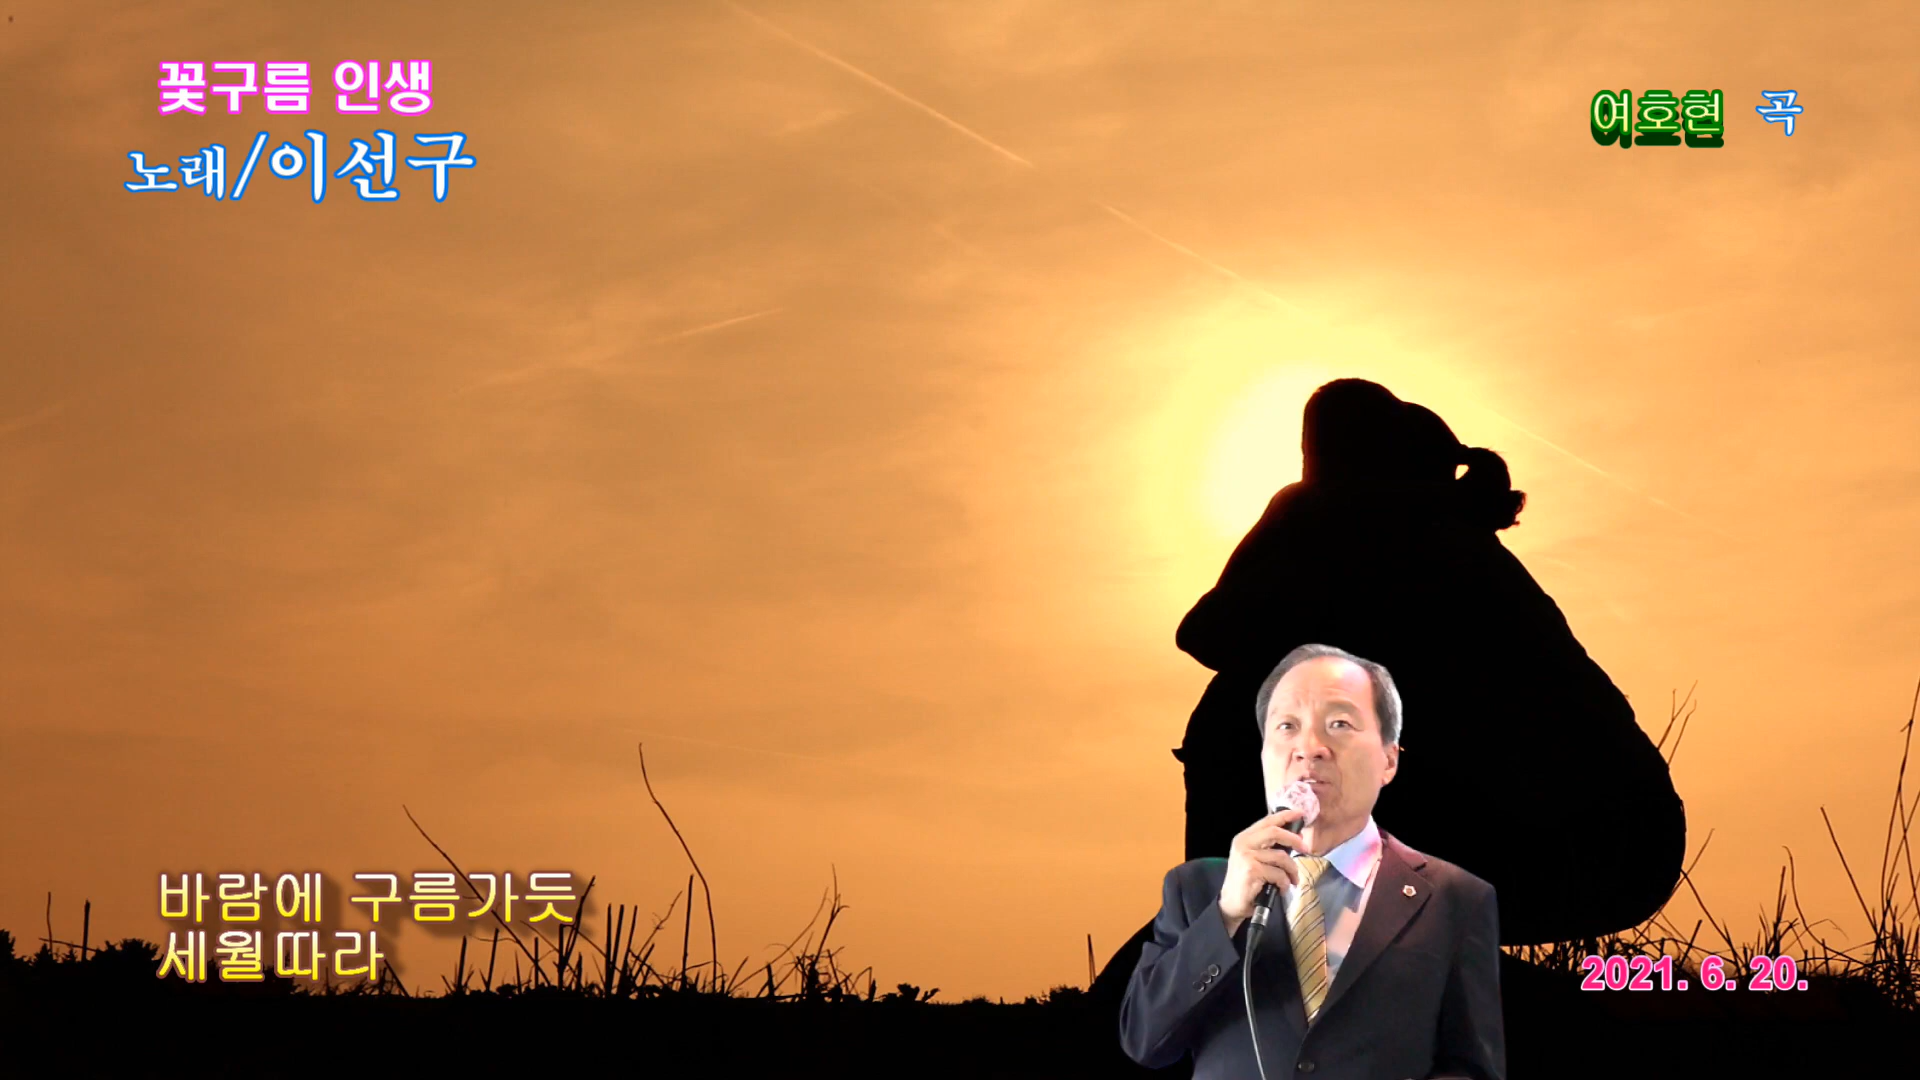 꽃구름 인생
노래/이선구
여호현 곡
바람에 구름가듯
세월따라
2021. 6. 20.